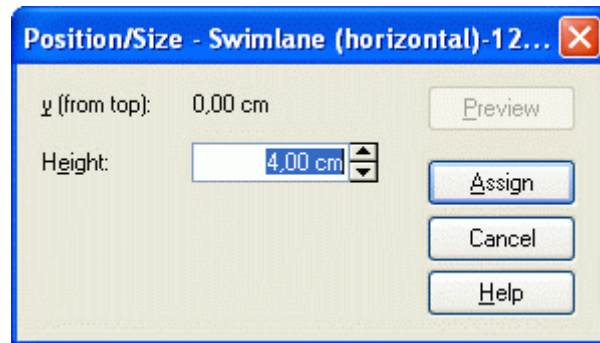 Position/Size - Swimlane (horizontal)-12...
y (from top): 0,00 cm
Preview
Height: 4,00 cm
Assign
Cancel
Help